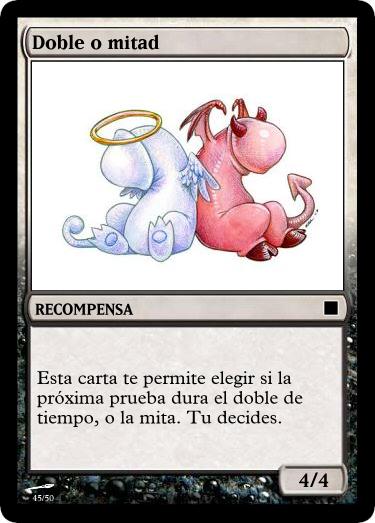 Doble o mitad
RECOMPENSA
Esta carta te permite elegir si la
próxima prueba dura el doble de
tiempo, o la mita. Tu decides.
4/4
45/50